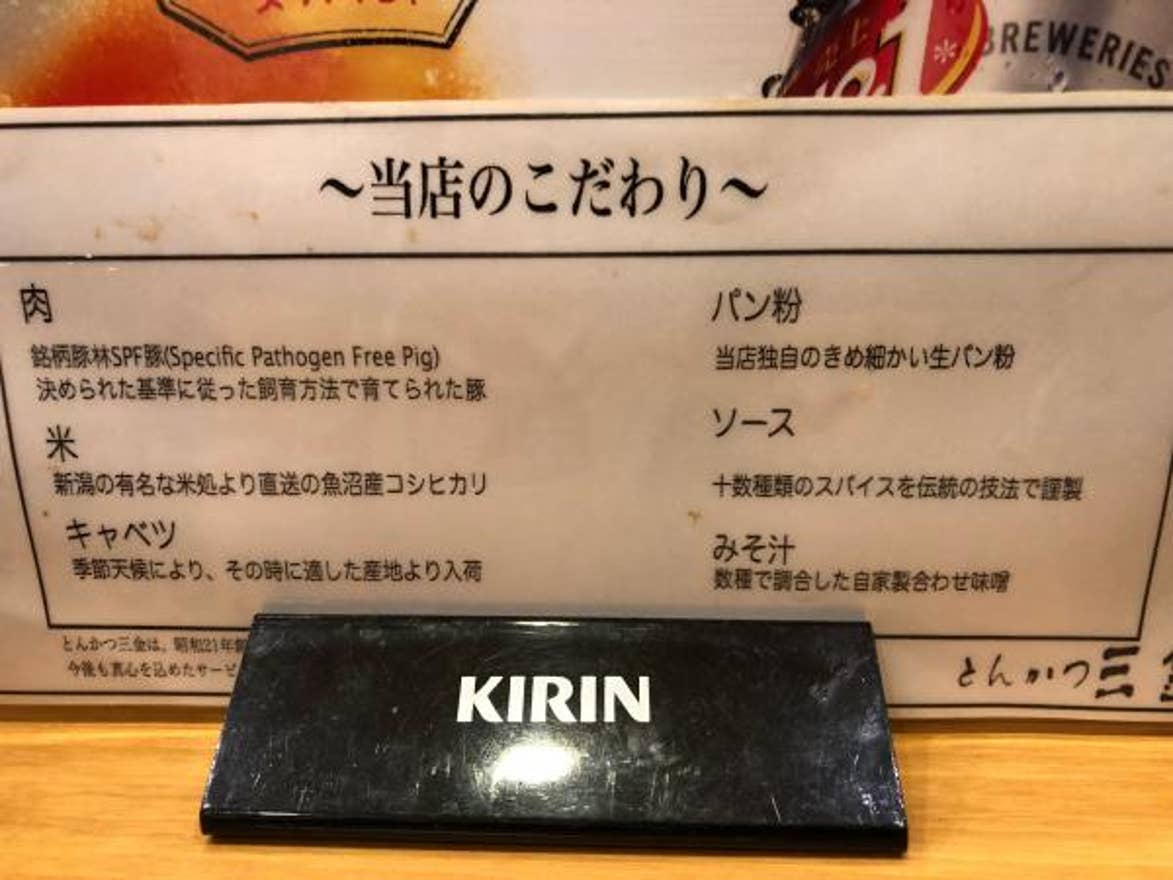 BREWERIES
～当店のこだわり～
肉
銘柄豚林SPF豚(Specific Pathogen Free Pig)
決められた基準に従った飼育方法で育てられた豚
米
新潟の有名な米処より直送の魚沼産コシヒカリ
キャベツ
季節天候により、その時に適した産地より入荷
パン粉
当店独自のきめ細かい生パン粉
ソース
十数種類のスパイスを伝統の技法で謹製
みそ汁
数種で調合した自家製合わせ味噌
とんかつ三金は、昭和21年創
今後も真心を込めたサービ
とんかつ三
KIRIN